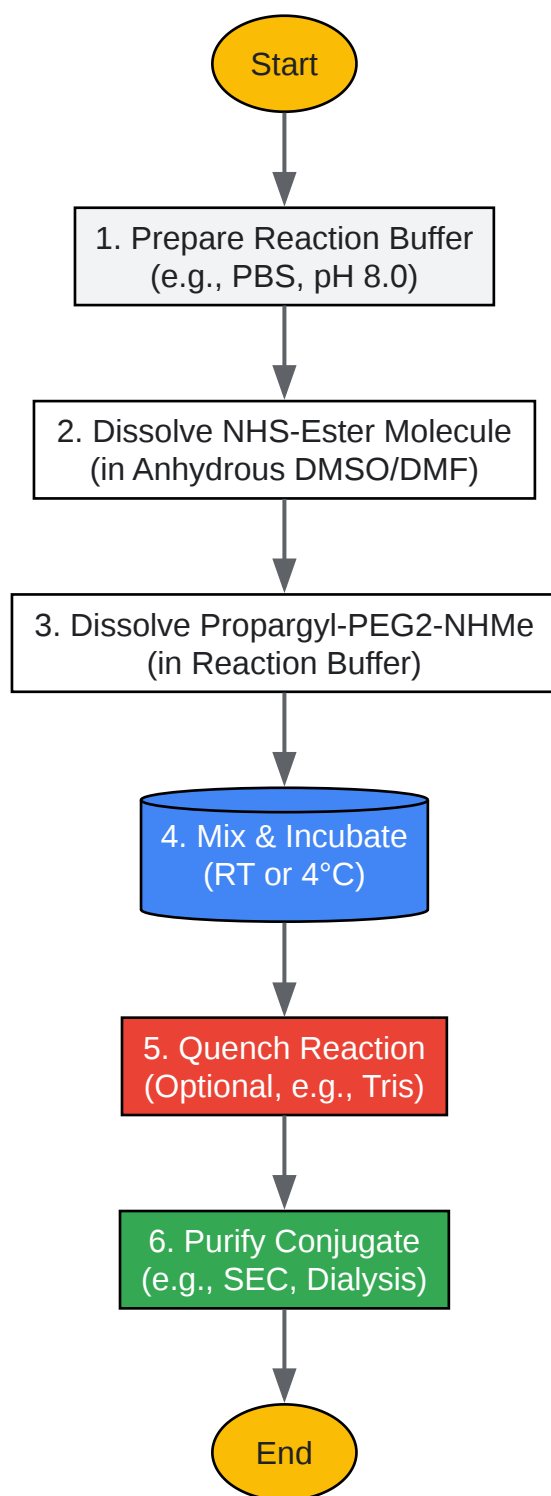 Start
1. Prepare Reaction Buffer
(e.g., PBS, pH 8.0)
2. Dissolve NHS-Ester Molecule
(in Anhydrous DMSO/DMF)
3. Dissolve Propargyl-PEG2-NHMe
(in Reaction Buffer)
4. Mix & Incubate
(RT or 4°C)
5. Quench Reaction
(Optional, e.g., Tris)
6. Purify Conjugate
(e.g., SEC, Dialysis)
End